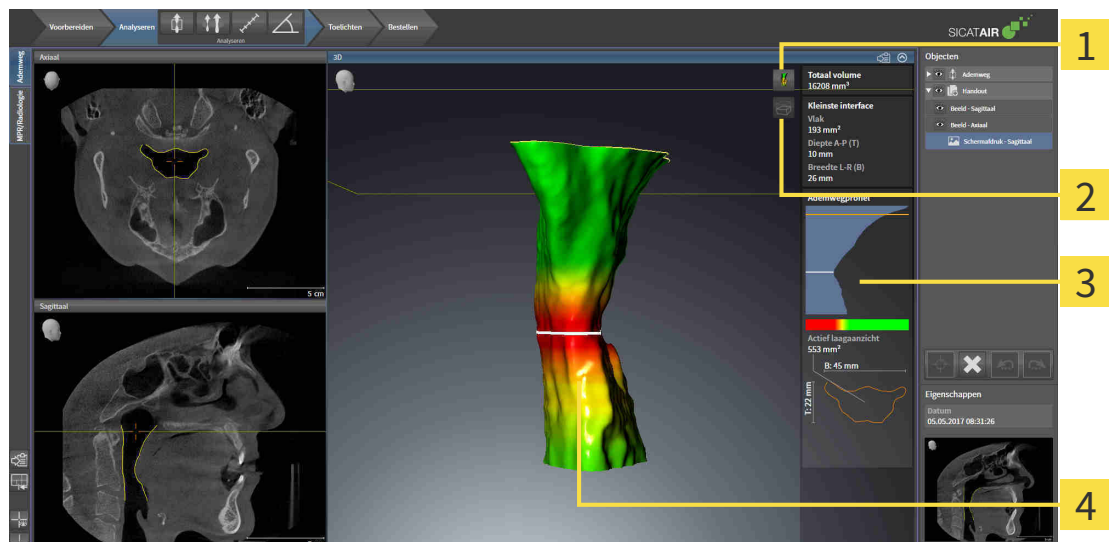 Voorbereiden
Analyseren
Analyseren
Toelichten
Bestellen
SICATAIR
1
Ademweg
MPR/Radiologie
Axiaal
5 cm
Sagittaal
3D
Totaal volume
16208 mm³
Kleinste interface
Vlak
193 mm²
Diepte A-P (T)
10 mm
Breedte L-R (B)
26 mm
2
Ademwegprofiel
3
Actief laagaanzicht
553 mm²
B: 45 mm
T: 22 mm
Objecten
Ademweg
Handout
Beeld - Sagittaal
Beeld - Axiaal
Schermafdruk - Sagittaal
Eigenschappen
Datum
05.05.2017 08:31:26
4